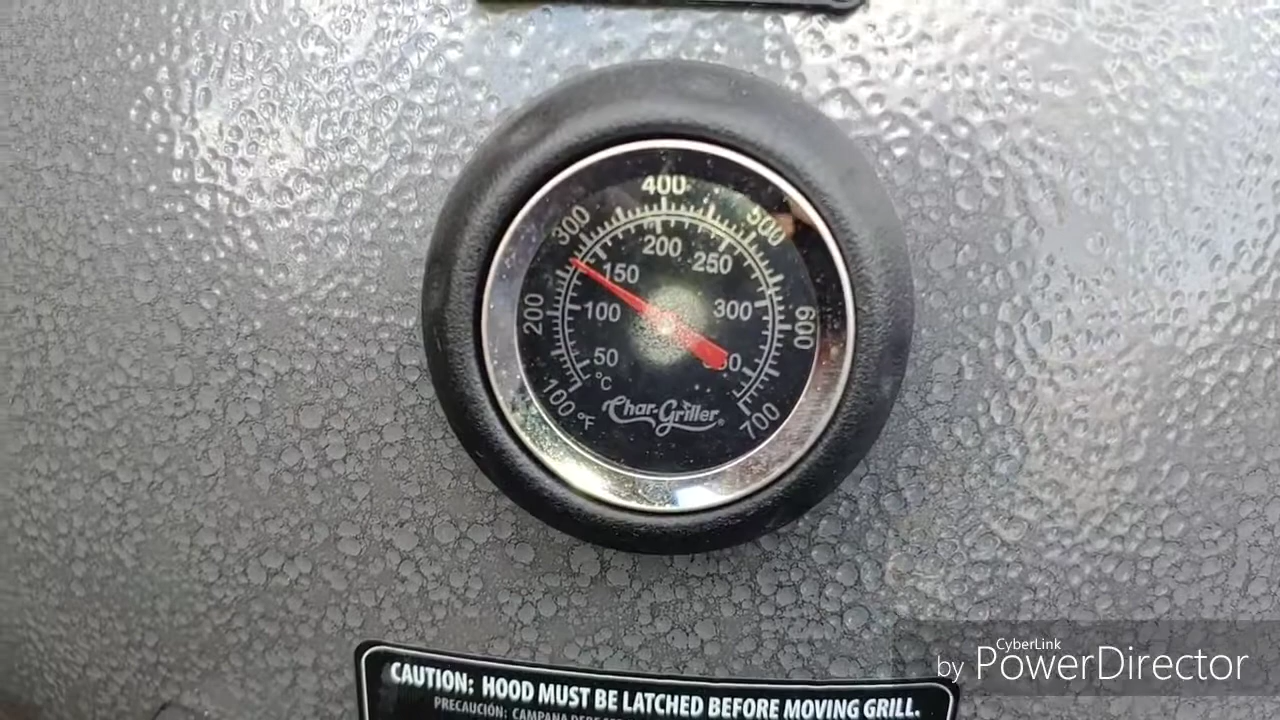 400
300
500
200
150
250
200
100
300
600
50
°C
100
°F
700
Char-Griller
CAUTION: HOOD MUST BE LATCHED BEFORE MOVING GRILL.
PRECAUCIÓN: CAMPANA
CyberLink
by PowerDirector